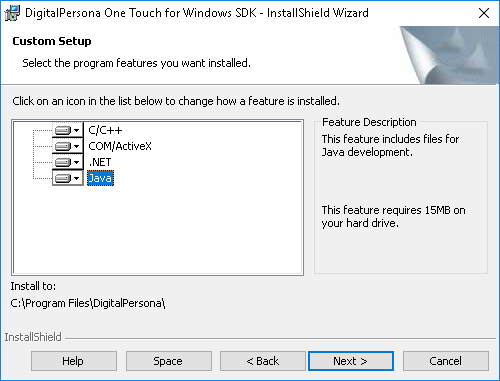 DigitalPersona One Touch for Windows SDK - InstallShield Wizard
Custom Setup
Select the program features you want installed.
Click on an icon in the list below to change how a feature is installed.
C/C++
COM/ActiveX
.NET
Java
Feature Description
This feature includes files for
Java development.
This feature requires 15MB on
your hard drive.
Install to:
C:\Program Files\DigitalPersona\
InstallShield
Help
Space
< Back
Next >
Cancel